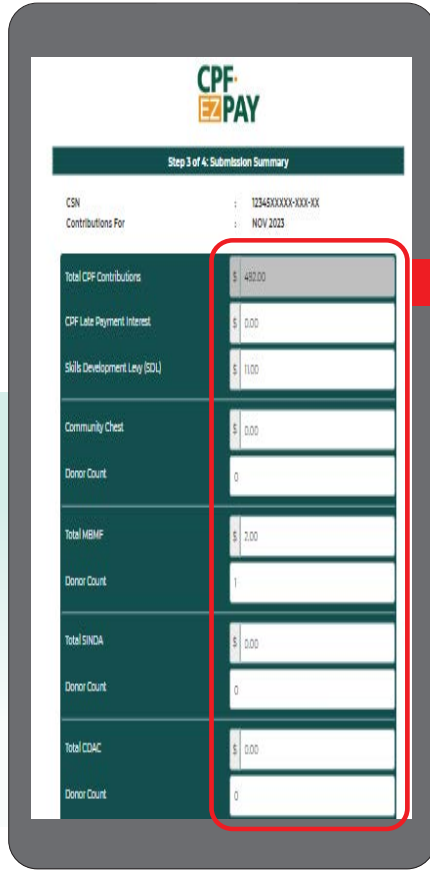 CPF
EZPAY
Step 3 of 4: Submission Summary
CSN : 12345XXXXX-XXX-XX
Contributions For : NOV 2023
Total CPF Contributions $ 492.00
CPF Late Payment Interest $ 0.00
Skills Development Levy (SDL) $ 11.00
Community Chest $ 0.00
Donor Count 0
Total MBMF $ 2.00
Donor Count 1
Total SINDA $ 0.00
Donor Count 0
Total CDAC $ 0.00
Donor Count 0